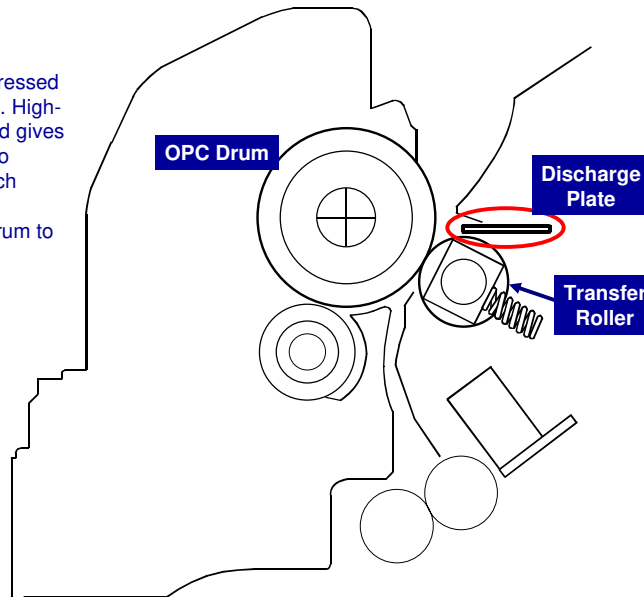 ressed
. High-
d gives
o
ch
rum to
OPC Drum
Discharge
Plate
Transfer
Roller